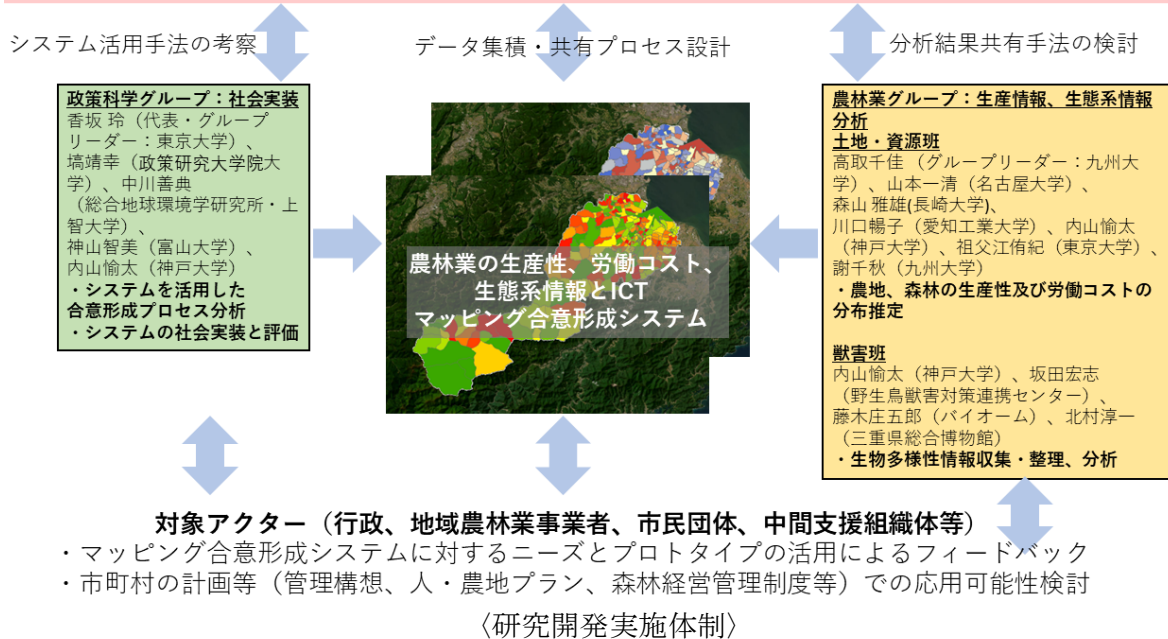 システム活用手法の考察
データ集積・共有プロセス設計
分析結果共有手法の検討
政策科学グループ：社会実装
香坂 玲（代表・グループ
リーダー：東京大学）、
塙靖幸（政策研究大学院大
学）、中川善典
（総合地球環境学研究所・上
智大学）、
神山智美（富山大学）、
内山愉太（神戸大学）
・システムを活用した
合意形成プロセス分析
・システムの社会実装と評価
農林業の生産性、労働コスト、
生態系情報とICT
マッピング合意形成システム
農林業グループ：生産情報、生態系情報
分析
土地・資源班
高取千佳（グループリーダー：九州大
学）、山本一清（名古屋大学）、
森山 雅雄(長崎大学)、
川口暢子（愛知工業大学）、内山愉太
（神戸大学）、祖父江侑紀（東京大学）、
謝千秋（九州大学）
・農地、森林の生産性及び労働コストの
分布推定
獣害班
内山愉太（神戸大学）、坂田宏志
（野生鳥獣害対策連携センター）、
藤木庄五郎（バイオーム）、北村淳一
（三重県総合博物館）
・生物多様性情報収集・整理、分析
対象アクター（行政、地域農林業事業者、市民団体、中間支援組織体等）
・マッピング合意形成システムに対するニーズとプロトタイプの活用によるフィードバック
・市町村の計画等（管理構想、人・農地プラン、森林経営管理制度等）での応用可能性検討
〈研究開発実施体制〉